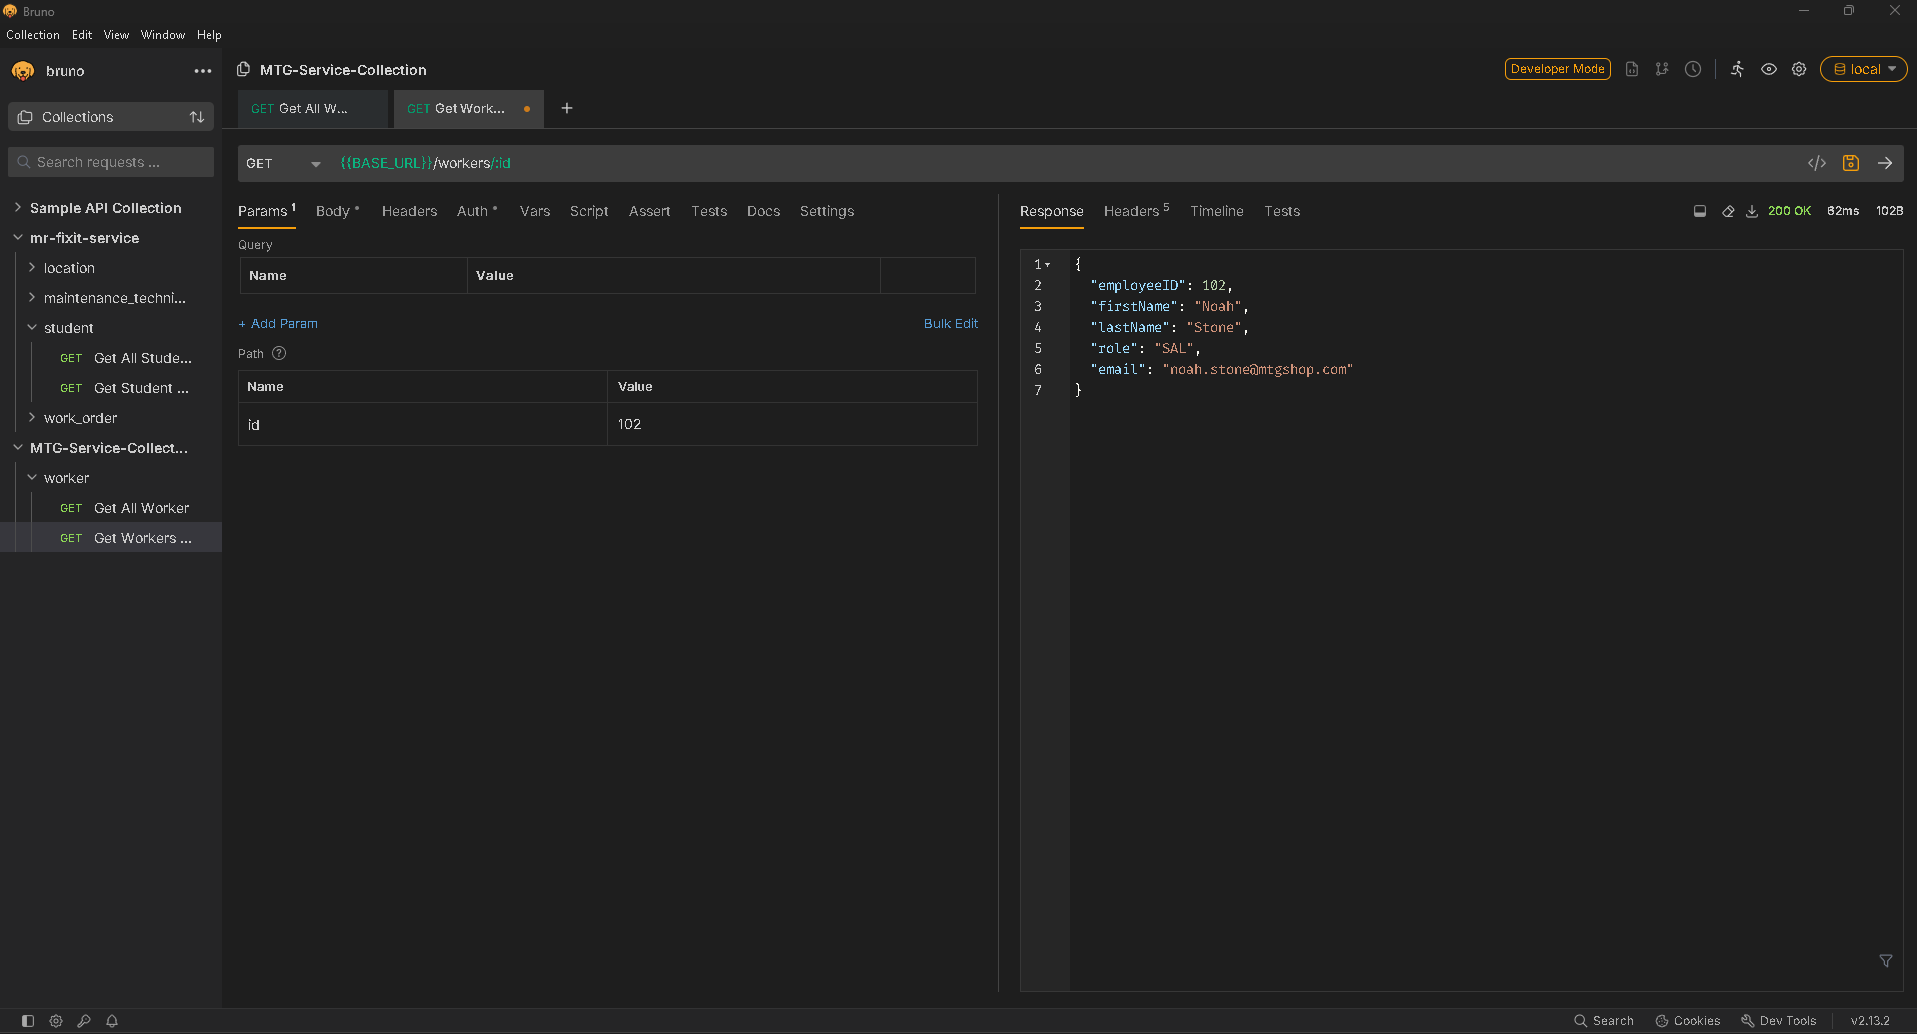 Bruno
Collection Edit View Window Help
bruno
MTG-Service-Collection
Developer Mode
local
Collections
GET Get All W...
GET Get Work...
Search requests ...
GET
{{BASE_URL}}/workers/:id
Sample API Collection
mr-fixit-service
location
maintenance_techni...
student
GET Get All Stude...
GET Get Student ...
work_order
MTG-Service-Collect...
worker
GET Get All Worker
GET Get Workers ...
Params 1 Body Headers Auth Vars Script Assert Tests Docs Settings
Query
Name Value
+ Add Param Bulk Edit
Path ?
Name Value
id 102
Response Headers 5 Timeline Tests
200 OK 62ms 102B
1 {
2 "employeeID": 102,
3 "firstName": "Noah",
4 "lastName": "Stone",
5 "role": "SAL",
6 "email": "noah.stone@mtgshop.com"
7 }
Search Cookies Dev Tools v2.13.2